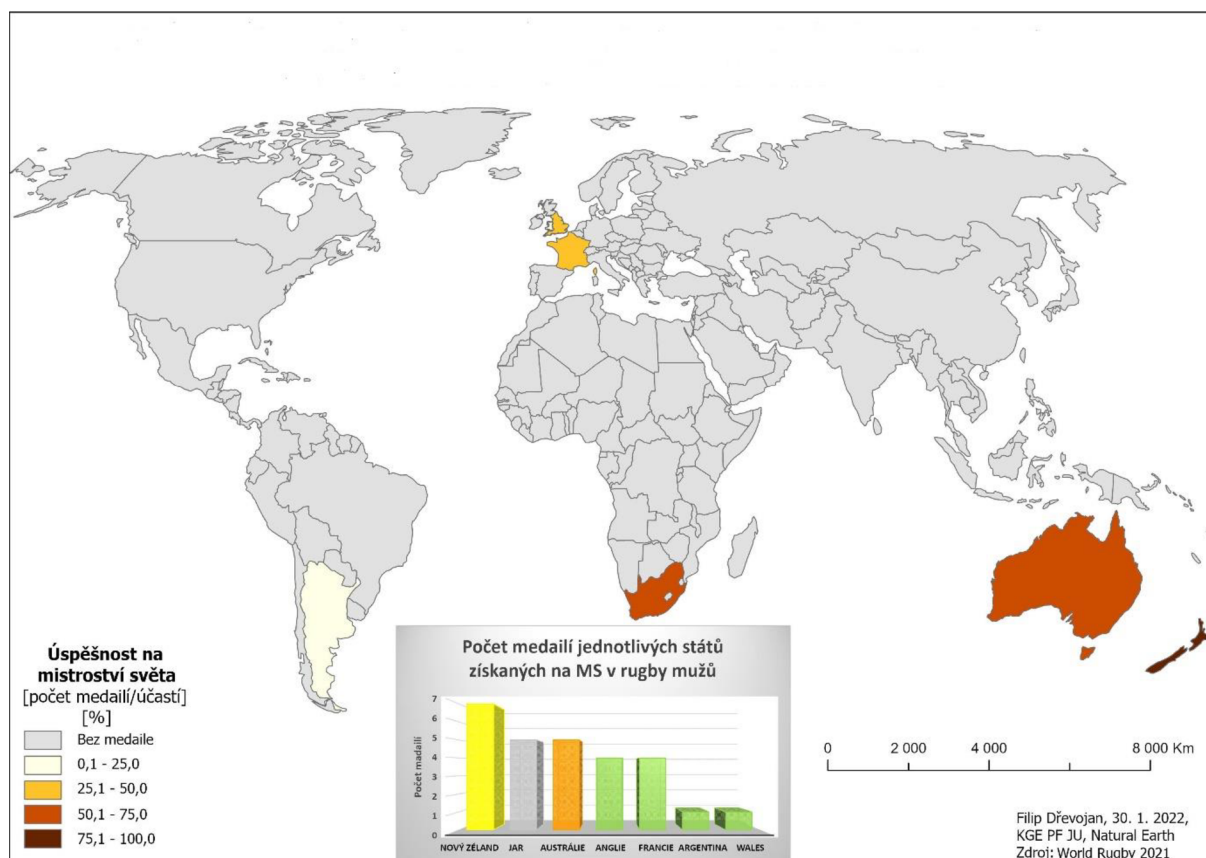 Úspěšnost na
mistroství světa
[počet medailí/účastí]
[%]
Bez medaile
0,1 - 25,0
25,1 - 50,0
50,1 - 75,0
75,1 - 100,0
Počet medailí jednotlivých států
získaných na MS v rugby mužů
Počet madailí
7
6
5
4
3
2
1
0
NOVÝ ZÉLAND JAR AUSTRÁLIE ANGLIE FRANCIE ARGENTINA WALES
0 2 000 4 000 8 000 Km
Filip Dřevojan, 30. 1. 2022,
KGE PF JU, Natural Earth
Zdroj: World Rugby 2021